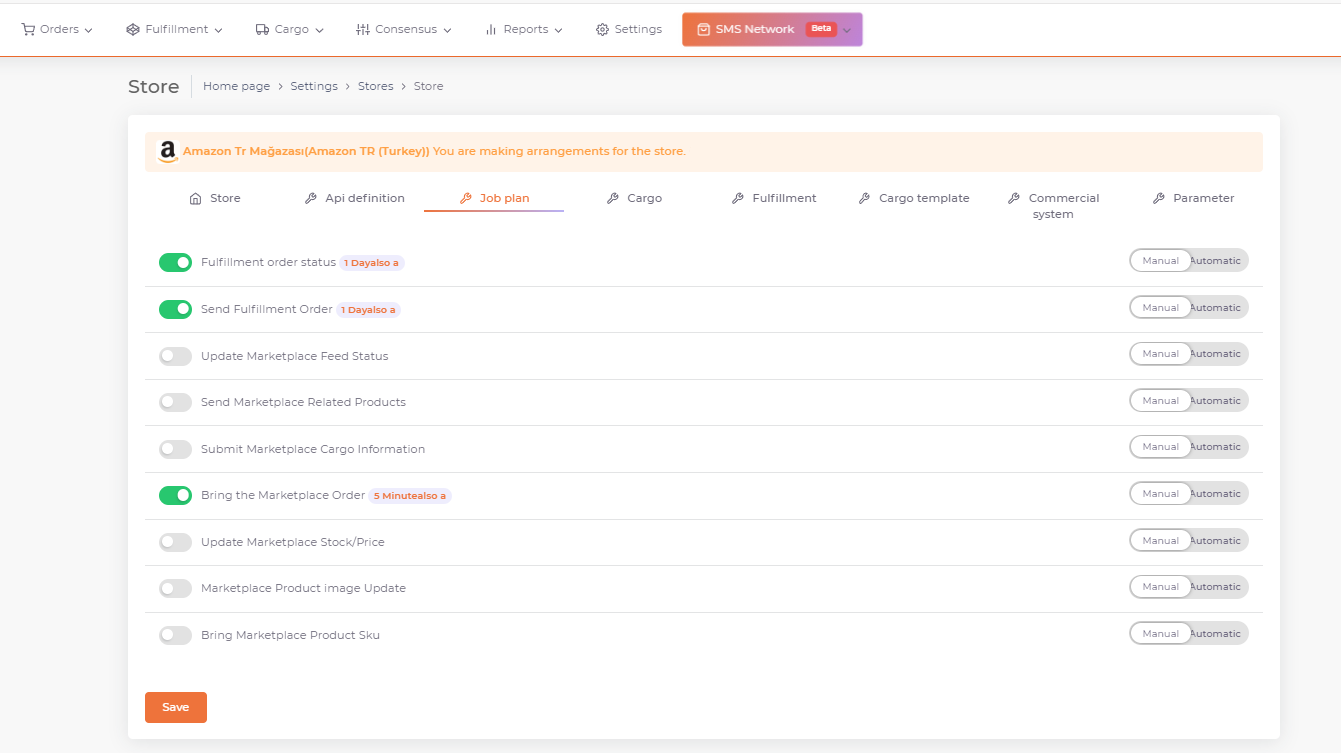 Orders Fulfillment Cargo Consensus Reports Settings SMS Network Beta
Store Home page > Settings > Stores > Store
Amazon Tr Mağazası(Amazon TR (Turkey)) You are making arrangements for the store.
Store Api definition Job plan Cargo Fulfillment Cargo template Commercial system Parameter
Fulfillment order status 1 Dayalso a Manual Automatic
Send Fulfillment Order 1 Dayalso a Manual Automatic
Update Marketplace Feed Status Manual Automatic
Send Marketplace Related Products Manual Automatic
Submit Marketplace Cargo Information Manual Automatic
Bring the Marketplace Order 5 Minutealso a Manual Automatic
Update Marketplace Stock/Price Manual Automatic
Marketplace Product image Update Manual Automatic
Bring Marketplace Product Sku Manual Automatic
Save